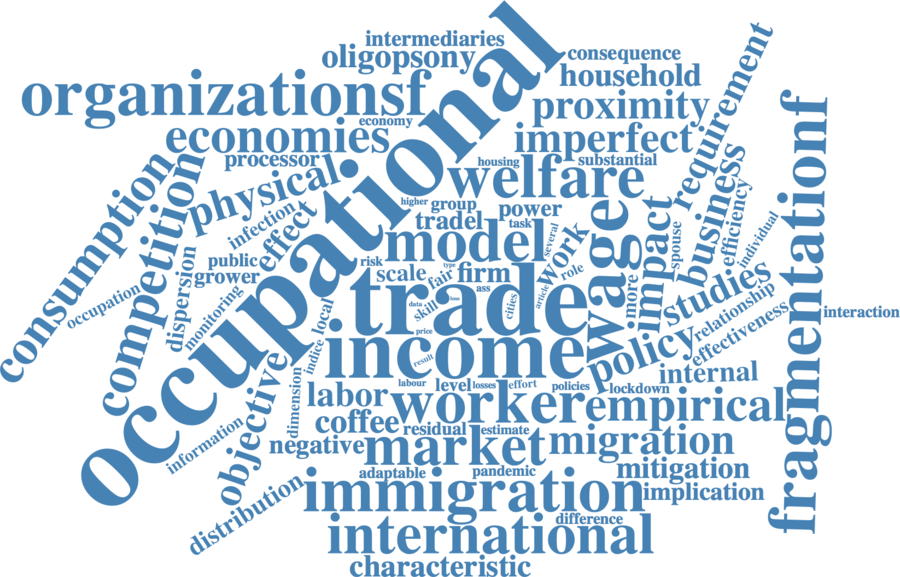 intermediaries
oligopsony
consequence
household
organizationsf
occupational
proximity
requirement
economy
economies
imperfect
fragmentationf
processor
housing
substantial
consumption
competition
physical
welfare
business
efficiency
infection
effect
higher
group
power
tradel
task
several
work
wage
impact
spouse
individual
public
grower
risk
model
role
type
scale
fair
firm
studies
occupation
dispersion
monitoring
local
indice
skill
data
base
ass
cities
article
more
.trade
relationship
interaction
price
result
income
policy
effectiveness
internal
objective
dimension
labour
level
losses
effort
policies
lockdown
labor
worker
empirical
coffee
residual
estimate
information
negative
market
migration
adaptable
pandemic
mitigation
distribution
immigration
implication
difference
international
characteristic